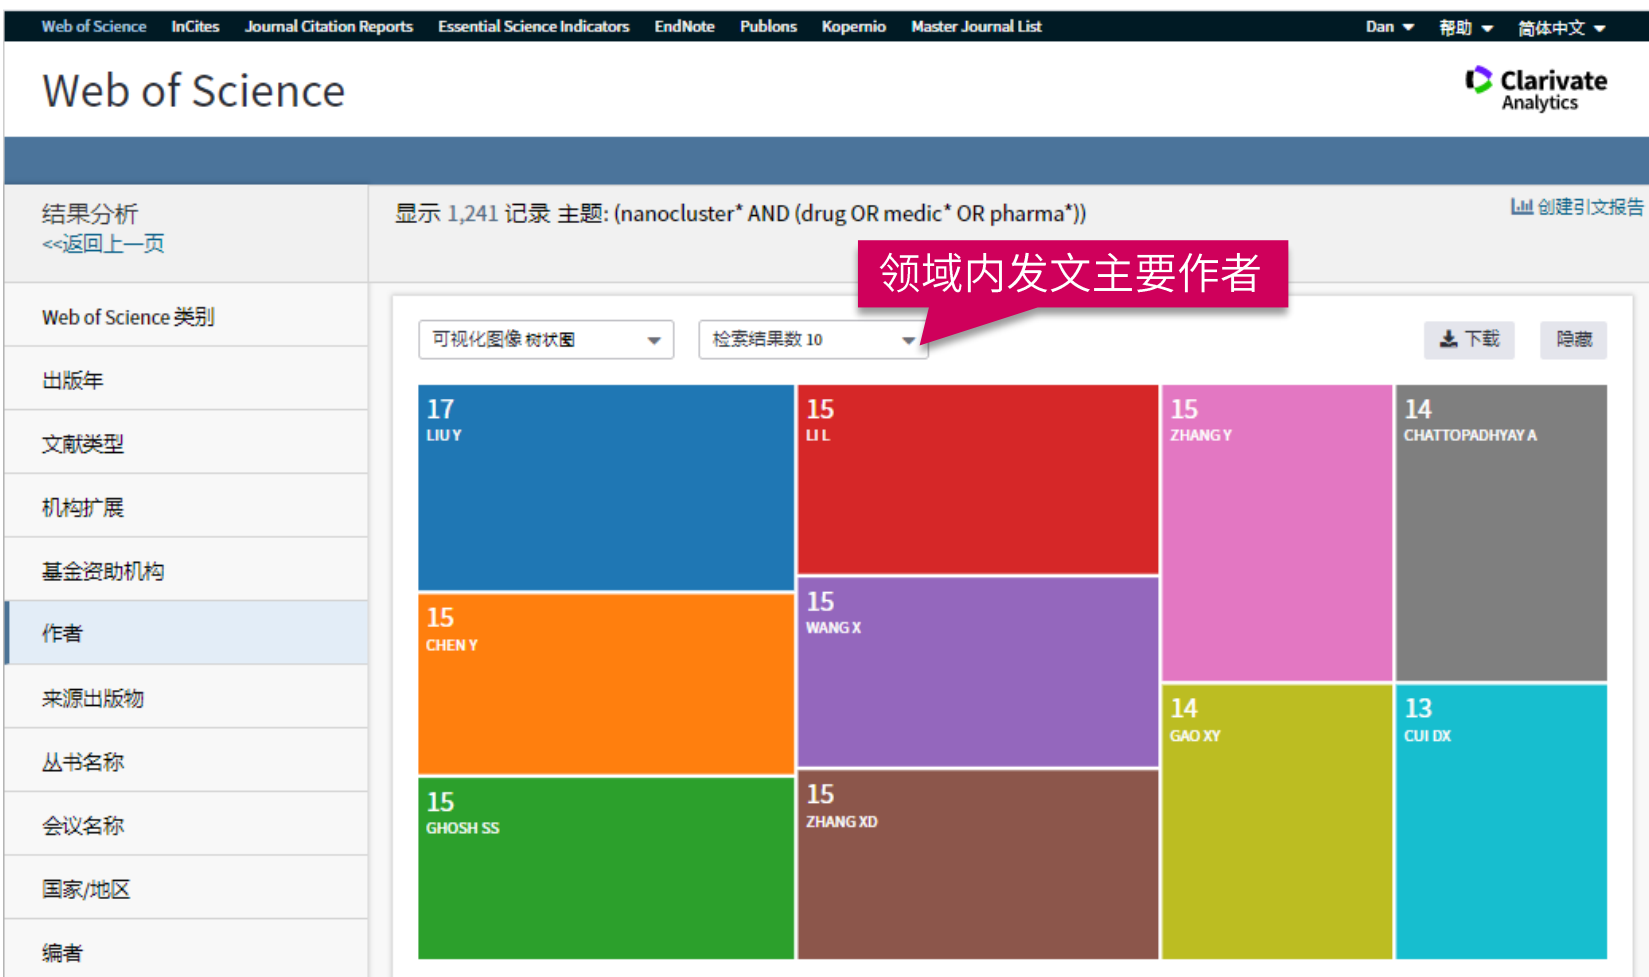 Web of Science InCites Journal Citation Reports Essential Science Indicators EndNote Publons Kopernio Master Journal List Dan 帮助 简体中文
Web of Science
Clarivate
Analytics
结果分析
<<返回上一页
显示 1,241 记录 主题: (nanocluster* AND (drug OR medic* OR pharma*))
创建引文报告
领域内发文主要作者
Web of Science 类别
出版年
文献类型
机构扩展
基金资助机构
作者
来源出版物
丛书名称
会议名称
国家/地区
编者
可视化图像 树状图
检索结果数 10
下载
隐藏
17
LIU Y
15
CHEN Y
15
GHOSH SS
15
LI L
15
WANG X
15
ZHANG XD
15
ZHANG Y
14
GAO XY
14
CHATTOPADHYAY A
13
CUI DX